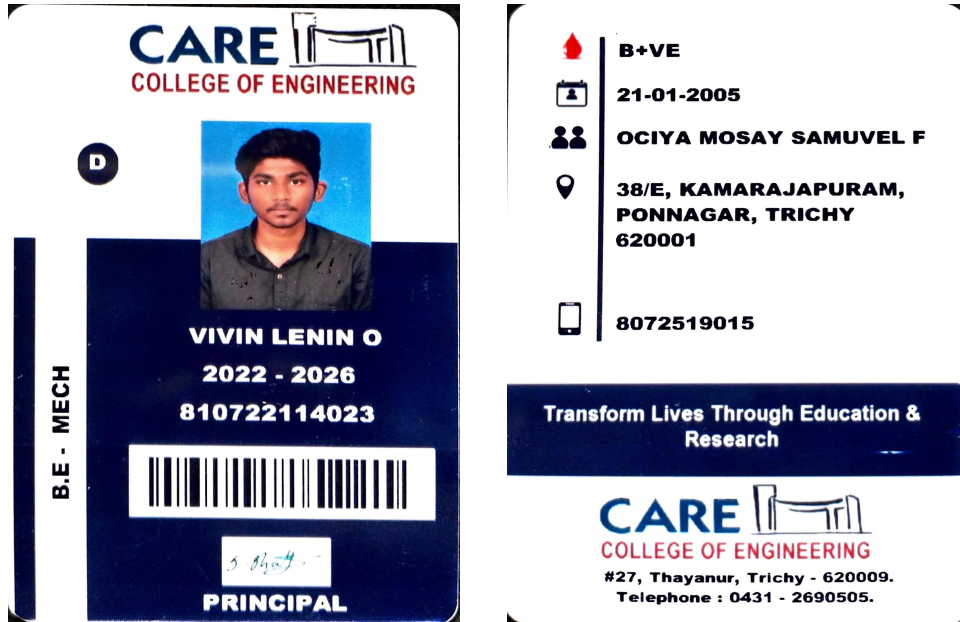 CARE
COLLEGE OF ENGINEERING
D
VIVIN LENIN O
2022 - 2026
810722114023
B.E - MECH
PRINCIPAL
B+VE
21-01-2005
OCIYA MOSAY SAMUVEL F
38/E, KAMARAJAPURAM,
PONNAGAR, TRICHY
620001
8072519015
Transform Lives Through Education &
Research
CARE
COLLEGE OF ENGINEERING
#27, Thayanur, Trichy - 620009.
Telephone : 0431 - 2690505.